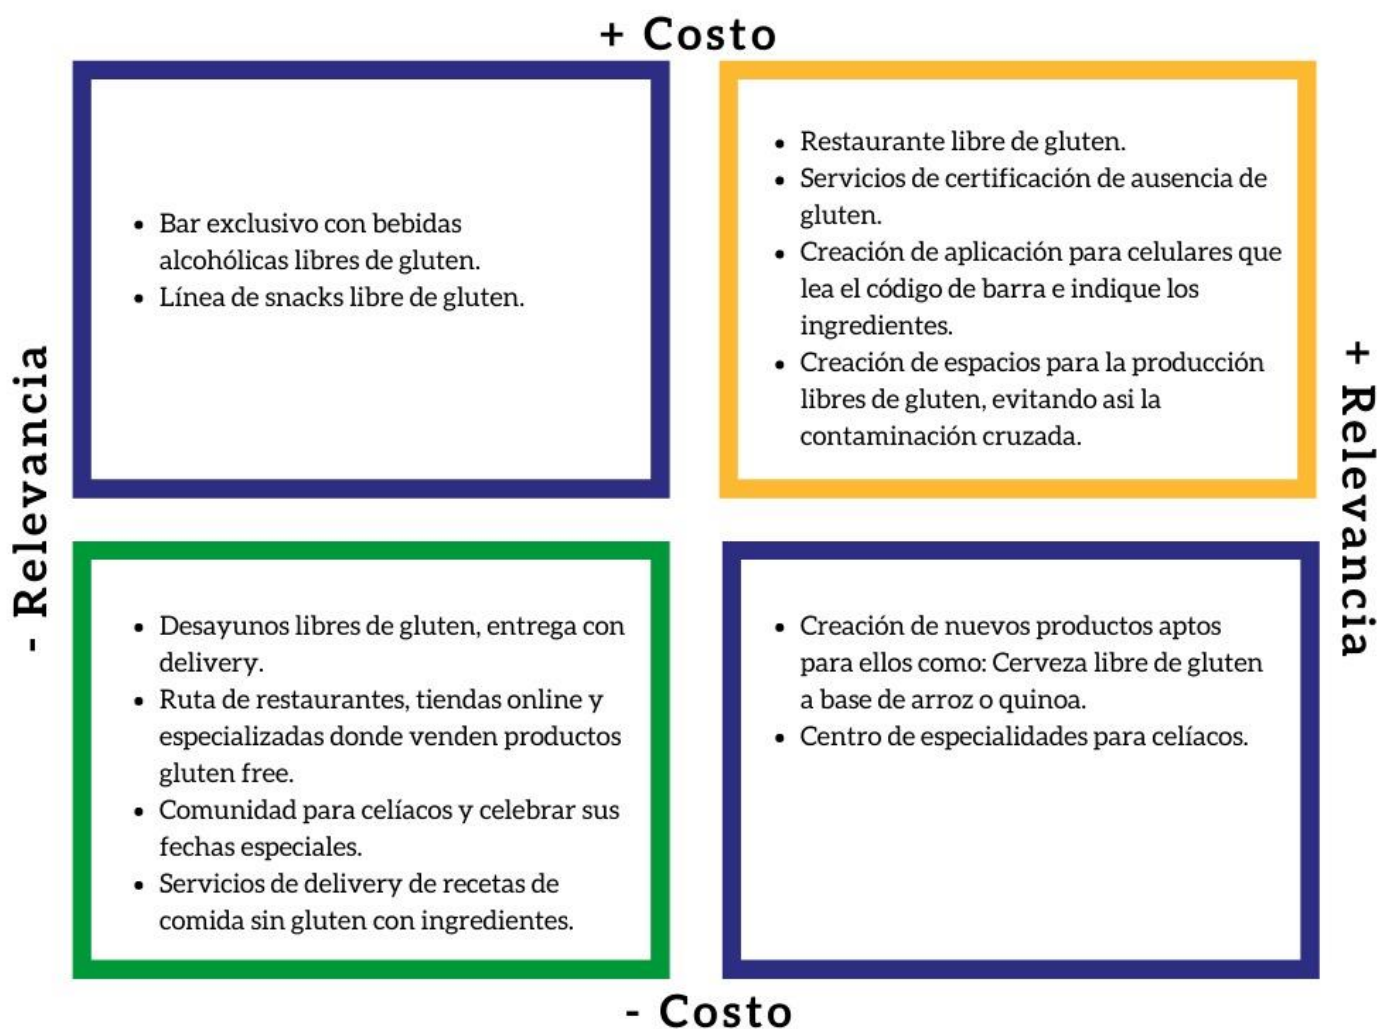 + Costo
- Relevancia
• Bar exclusivo con bebidas
alcohólicas libres de gluten.
• Línea de snacks libre de gluten.
• Restaurante libre de gluten.
• Servicios de certificación de ausencia de
gluten.
• Creación de aplicación para celulares que
lea el código de barra e indique los
ingredientes.
• Creación de espacios para la producción
libres de gluten, evitando asi la
contaminación cruzada.
+ Relevancia
• Desayunos libres de gluten, entrega con
delivery.
• Ruta de restaurantes, tiendas online y
especializadas donde venden productos
gluten free.
• Comunidad para celíacos y celebrar sus
fechas especiales.
• Servicios de delivery de recetas de
comida sin gluten con ingredientes.
• Creación de nuevos productos aptos
para ellos como: Cerveza libre de gluten
a base de arroz o quinoa.
• Centro de especialidades para celíacos.
- Costo